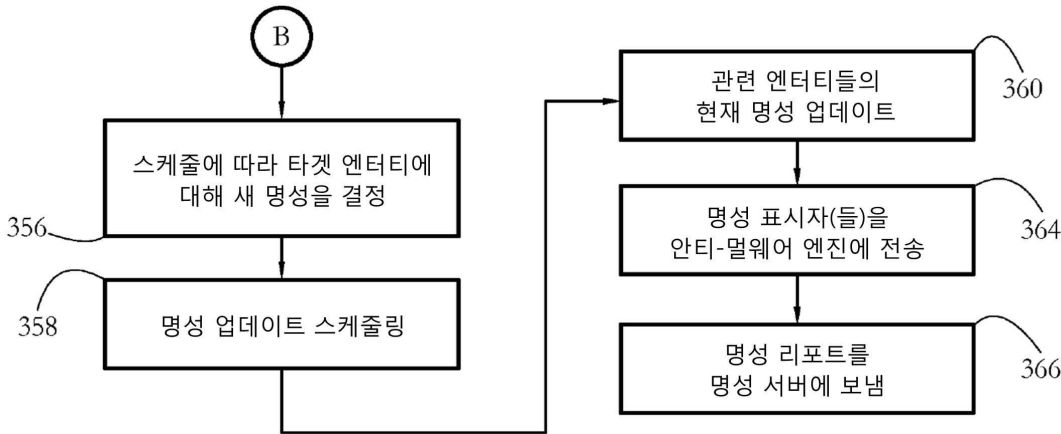 B
스케줄에 따라 타겟 엔터티에
대해 새 명성을 결정
356
358
명성 업데이트 스케줄링
관련 엔터티들의
현재 명성 업데이트
360
명성 표시자(들)을
안티-멀웨어 엔진에 전송
364
명성 리포트를
명성 서버에 보냄
366